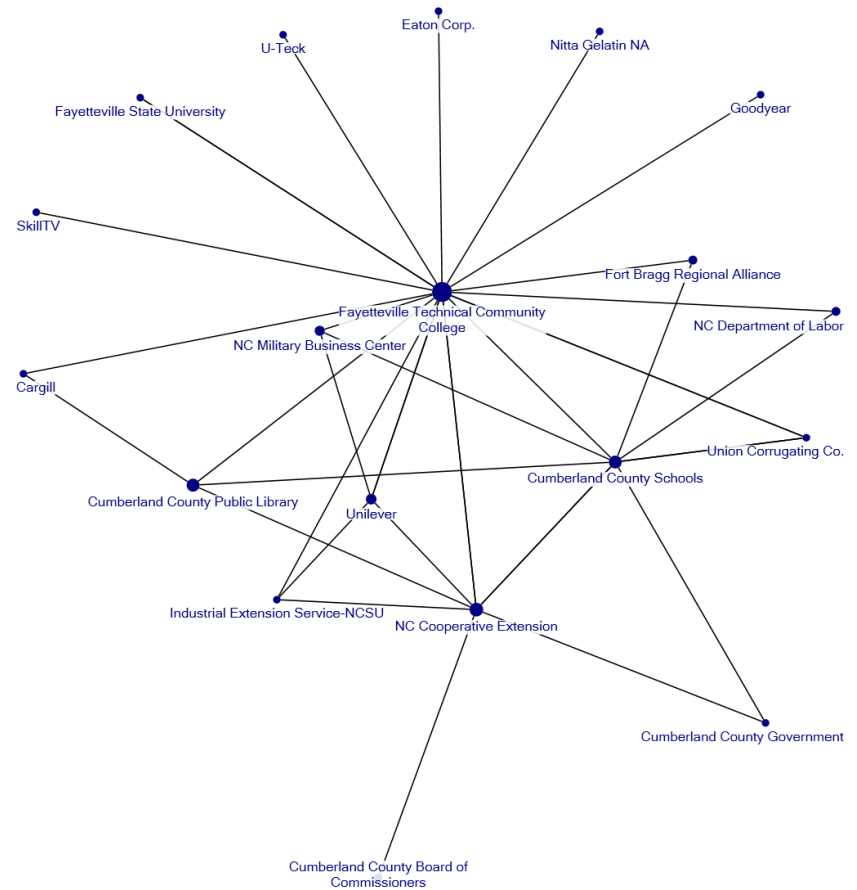 Eaton Corp.
U-Teck
Nitta Gelatin NA
Fayetteville State University
Goodyear
SkillTV
Fort Bragg Regional Alliance
Fayetteville Technical Community
College
NC Department of Labor
NC Military Business Center
Cargill
Union Corrugating Co.
Cumberland County Schools
Cumberland County Public Library
Unilever
Industrial Extension Service-NCSU
NC Cooperative Extension
Cumberland County Government
Cumberland County Board of
Commissioners